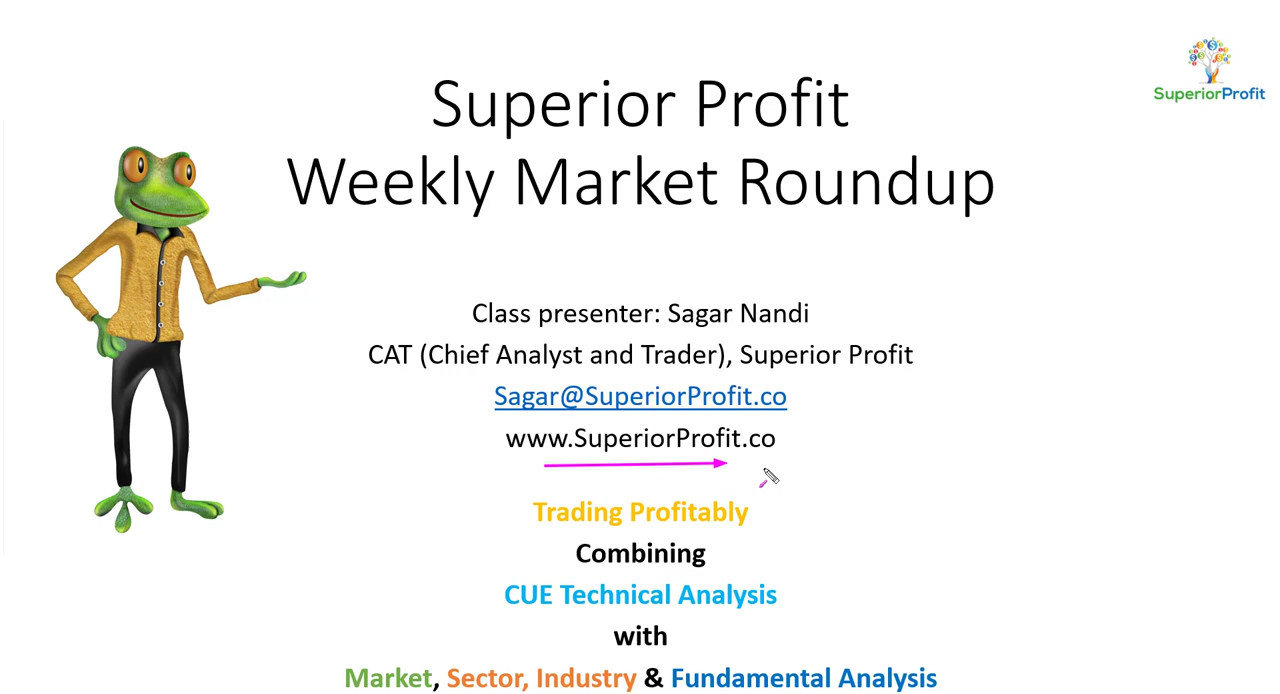 SuperiorProfit
Superior Profit
Weekly Market Roundup
Class presenter: Sagar Nandi
CAT (Chief Analyst and Trader), Superior Profit
Sagar@SuperiorProfit.co
www.SuperiorProfit.co
Trading Profitably
Combining
CUE Technical Analysis
with
Market, Sector, Industry & Fundamental Analysis